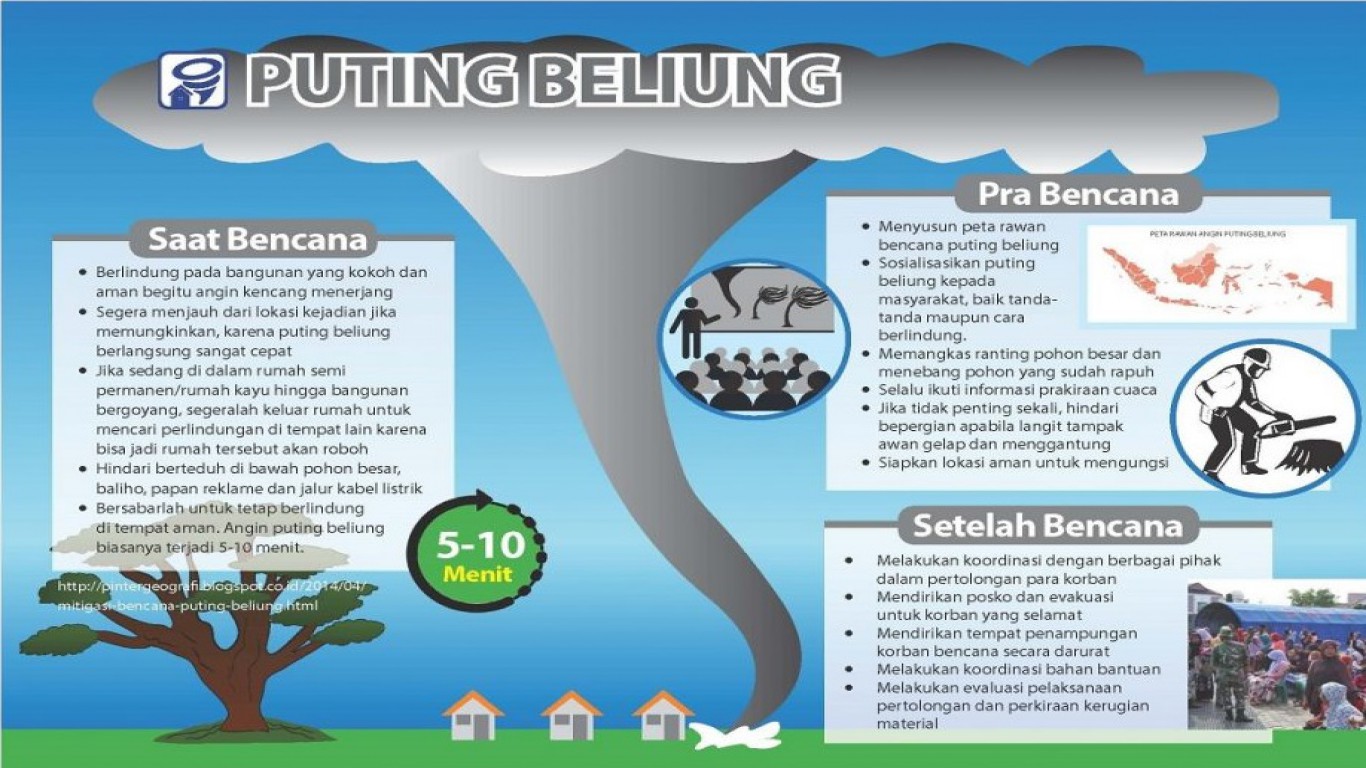 PUTING BELIUNG
Saat Bencana
• Berlindung pada bangunan yang kokoh dan
aman begitu angin kencang menerjang
• Segera menjauh dari lokasi kejadian jika
memungkinkan, karena puting beliung
berlangsung sangat cepat
• Jika sedang di dalam rumah semi
permanen/rumah kayu hingga bangunan
bergoyang, segeralah keluar rumah untuk
mencari perlindungan di tempat lain karena
bisa jadi rumah tersebut akan roboh
• Hindari berteduh di bawah pohon besar,
baliho, papan reklame dan jalur kabel listrik
• Bersabarlah untuk tetap berlindung
di tempat aman. Angin puting beliung
biasanya terjadi 5-10 menit.
http://pintergeografi.blogspot.co.id/2014/04/
mitigasi-bencana-puting-beliung.html
5-10
Menit
Pra Bencana
• Menyusun peta rawan
bencana puting beliung
• Sosialisasikan puting
beliung kepada
masyarakat, baik tanda-
tanda maupun cara
berlindung.
• Memangkas ranting pohon besar dan
menebang pohon yang sudah rapuh
• Selalu ikuti informasi prakiraan cuaca
• Jika tidak penting sekali, hindari
bepergian apabila langit tampak
awan gelap dan menggantung
• Siapkan lokasi aman untuk mengungsi
PETA RAWAN ANGIN PUTING BELIUNG
Setelah Bencana
• Melakukan koordinasi dengan berbagai pihak
dalam pertolongan para korban
• Mendirikan posko dan evakuasi
untuk korban yang selamat
• Mendirikan tempat penampungan
korban bencana secara darurat
• Melakukan koordinasi bahan bantuan
• Melakukan evaluasi pelaksanaan
pertolongan dan perkiraan kerugian
material